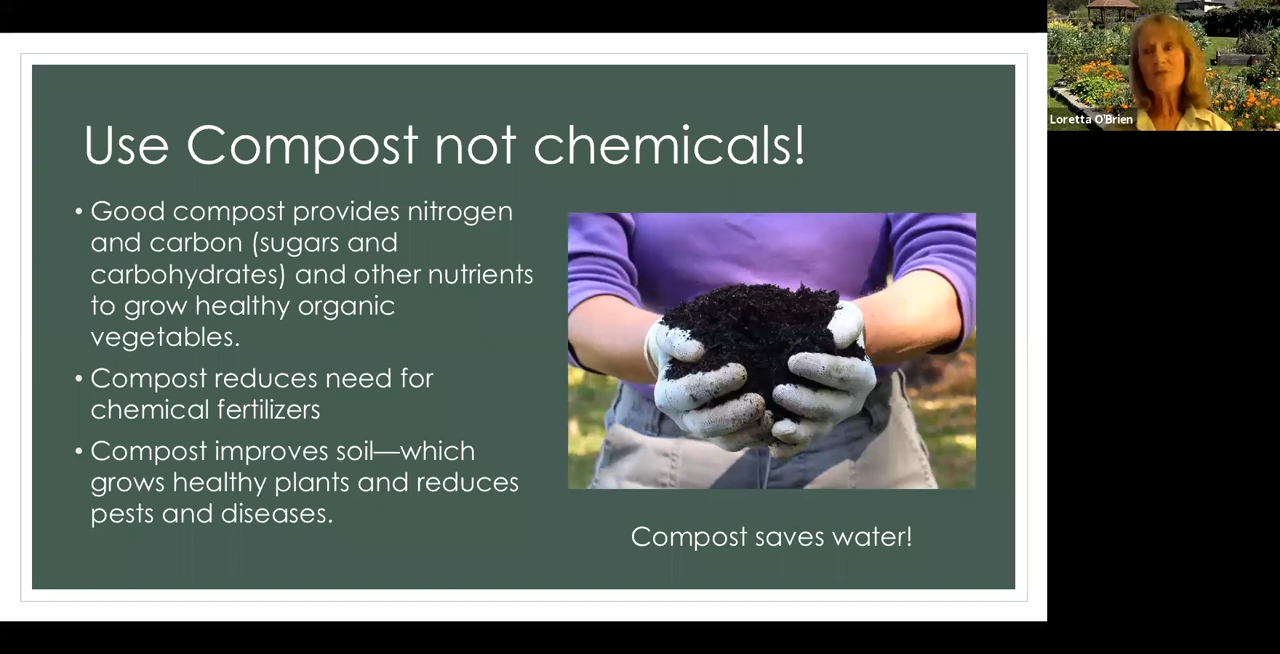 Use Compost not chemicals!
• Good compost provides nitrogen
and carbon (sugars and
carbohydrates) and other nutrients
to grow healthy organic
vegetables.
• Compost reduces need for
chemical fertilizers
• Compost improves soil—which
grows healthy plants and reduces
pests and diseases.
Compost saves water!
Loretta O'Brien